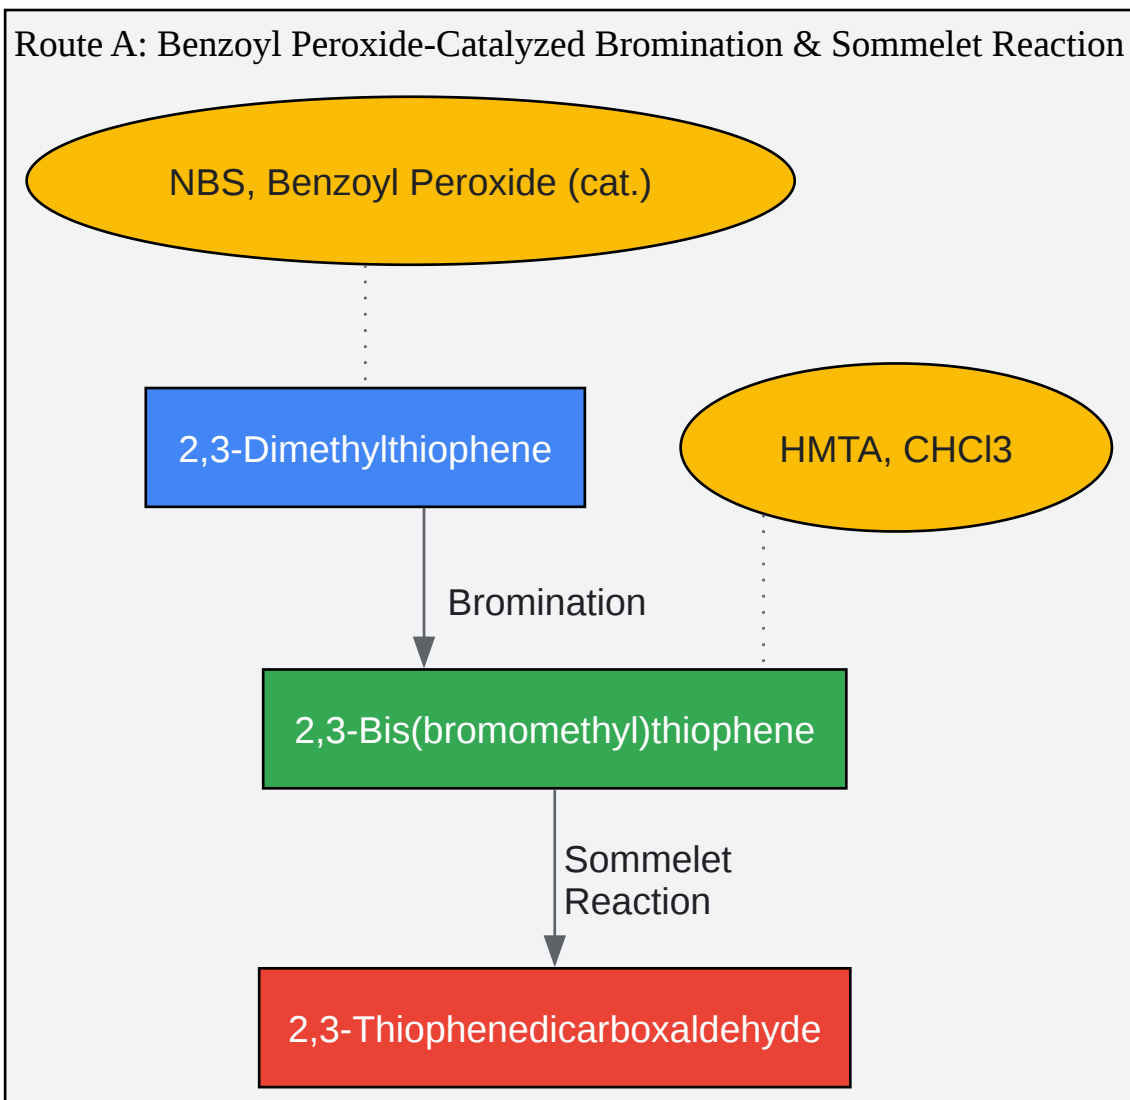 Route A: Benzoyl Peroxide-Catalyzed Bromination & Sommelet Reaction
NBS, Benzoyl Peroxide (cat.)
2,3-Dimethylthiophene
HMTA, CHCl3
Bromination
2,3-Bis(bromomethyl)thiophene
Sommelet
Reaction
2,3-Thiophenedicarboxaldehyde